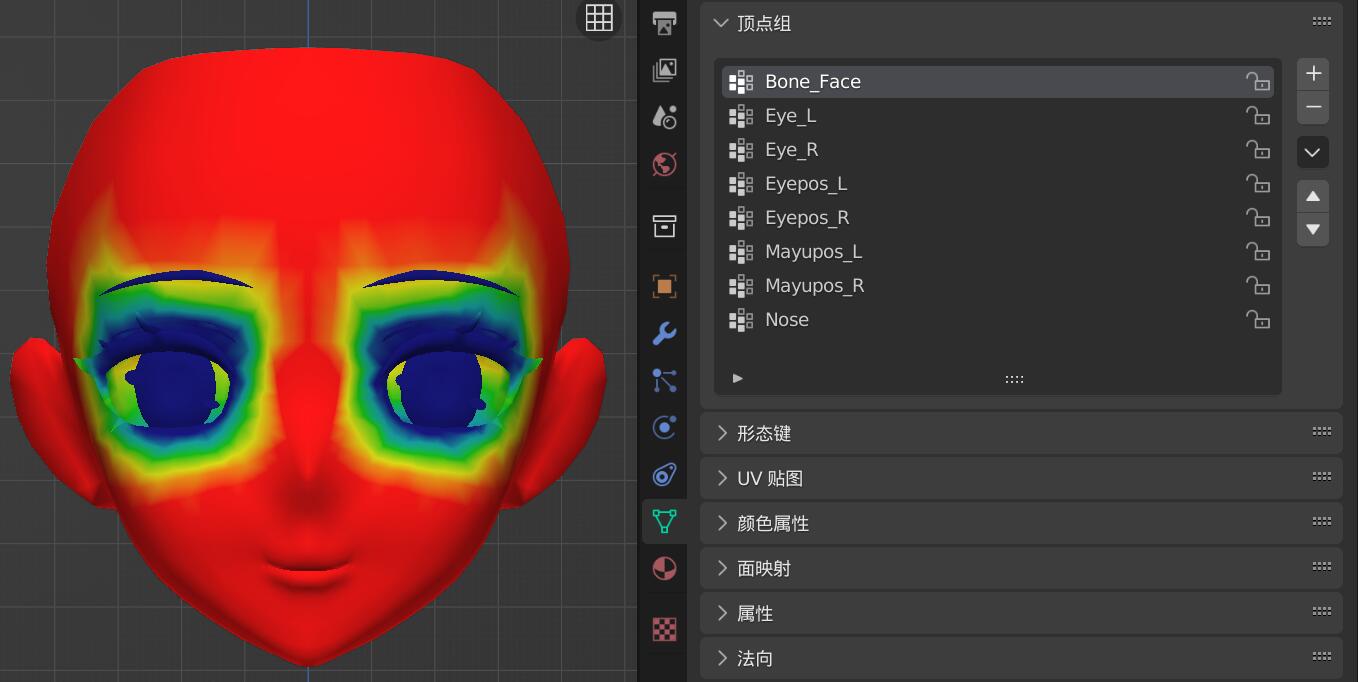 顶点组
Bone_Face
Eye_L
Eye_R
Eyepos_L
Eyepos_R
Mayupos_L
Mayupos_R
Nose
形态键
UV 贴图
颜色属性
面映射
属性
法向